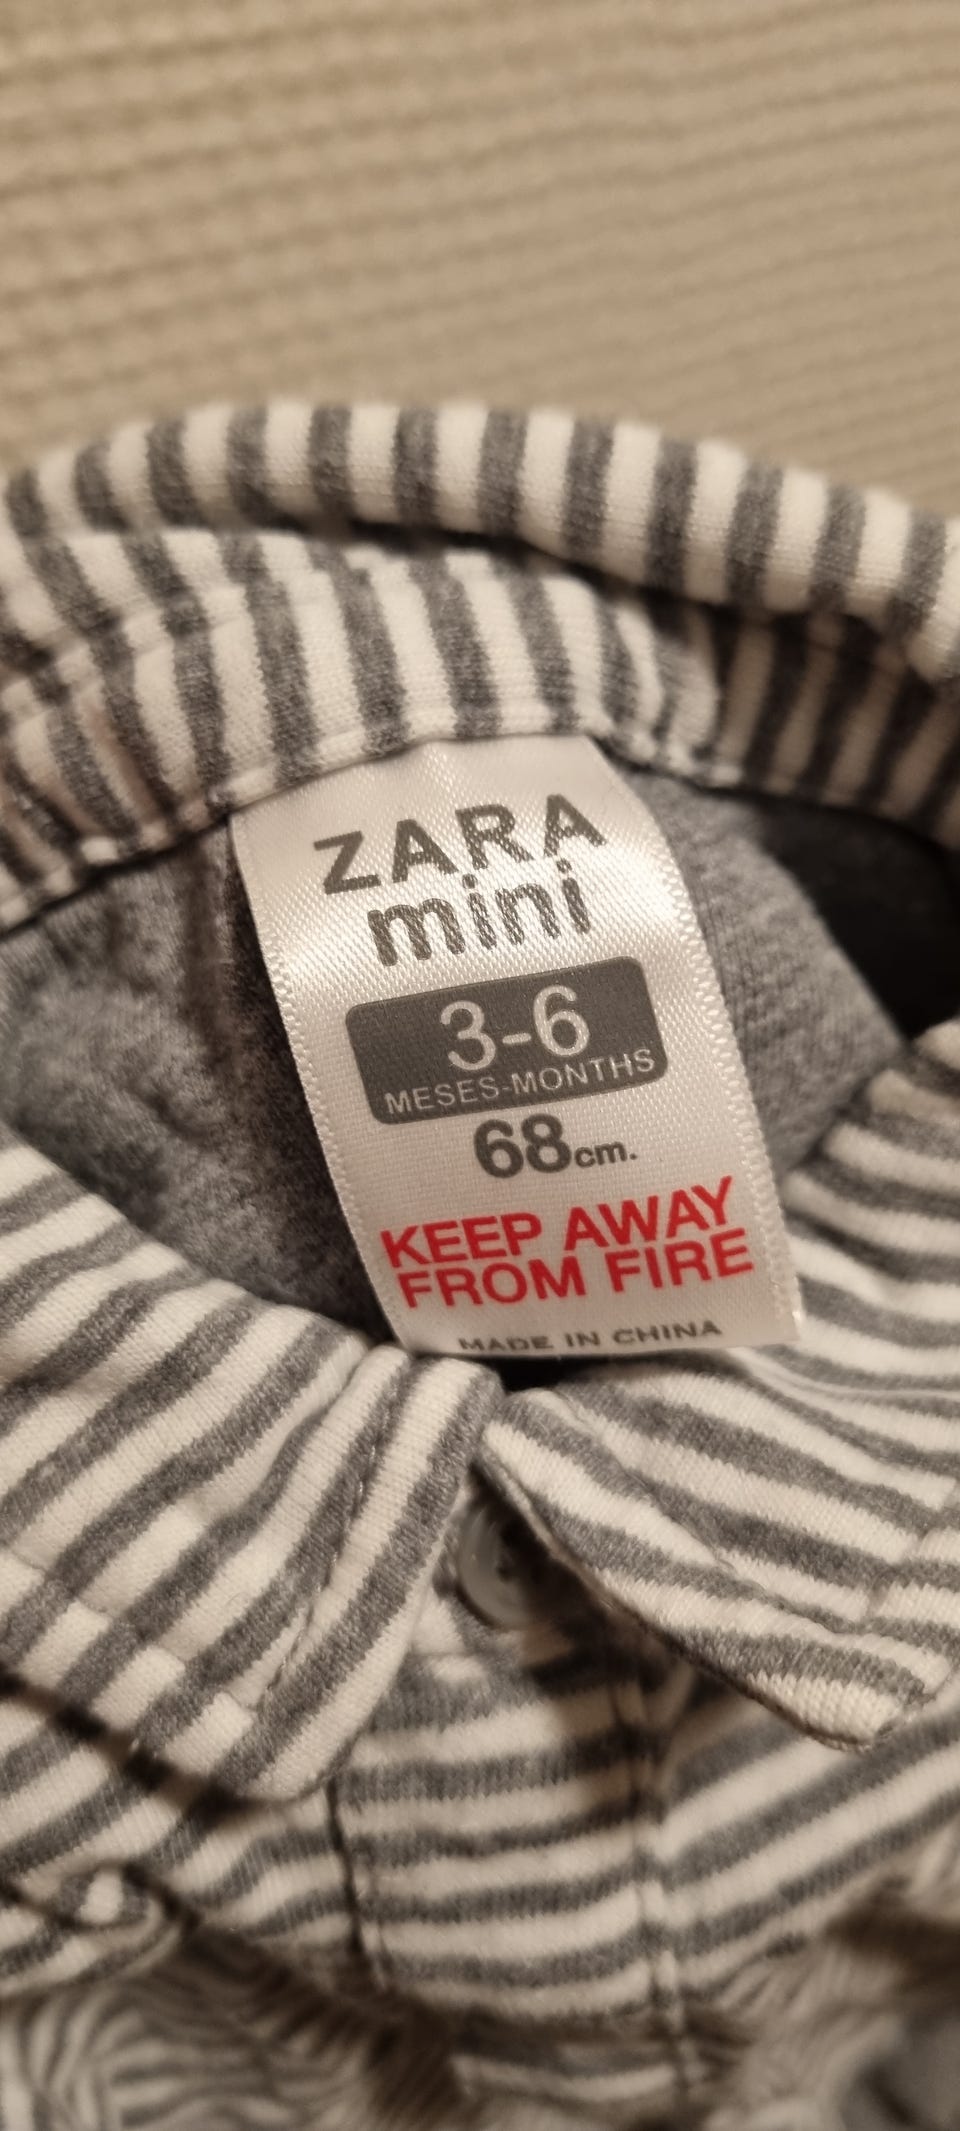 ZARA
mini
3-6
MESES-MONTHS
68cm.
KEEP AWAY
FROM FIRE
MADE IN CHINA